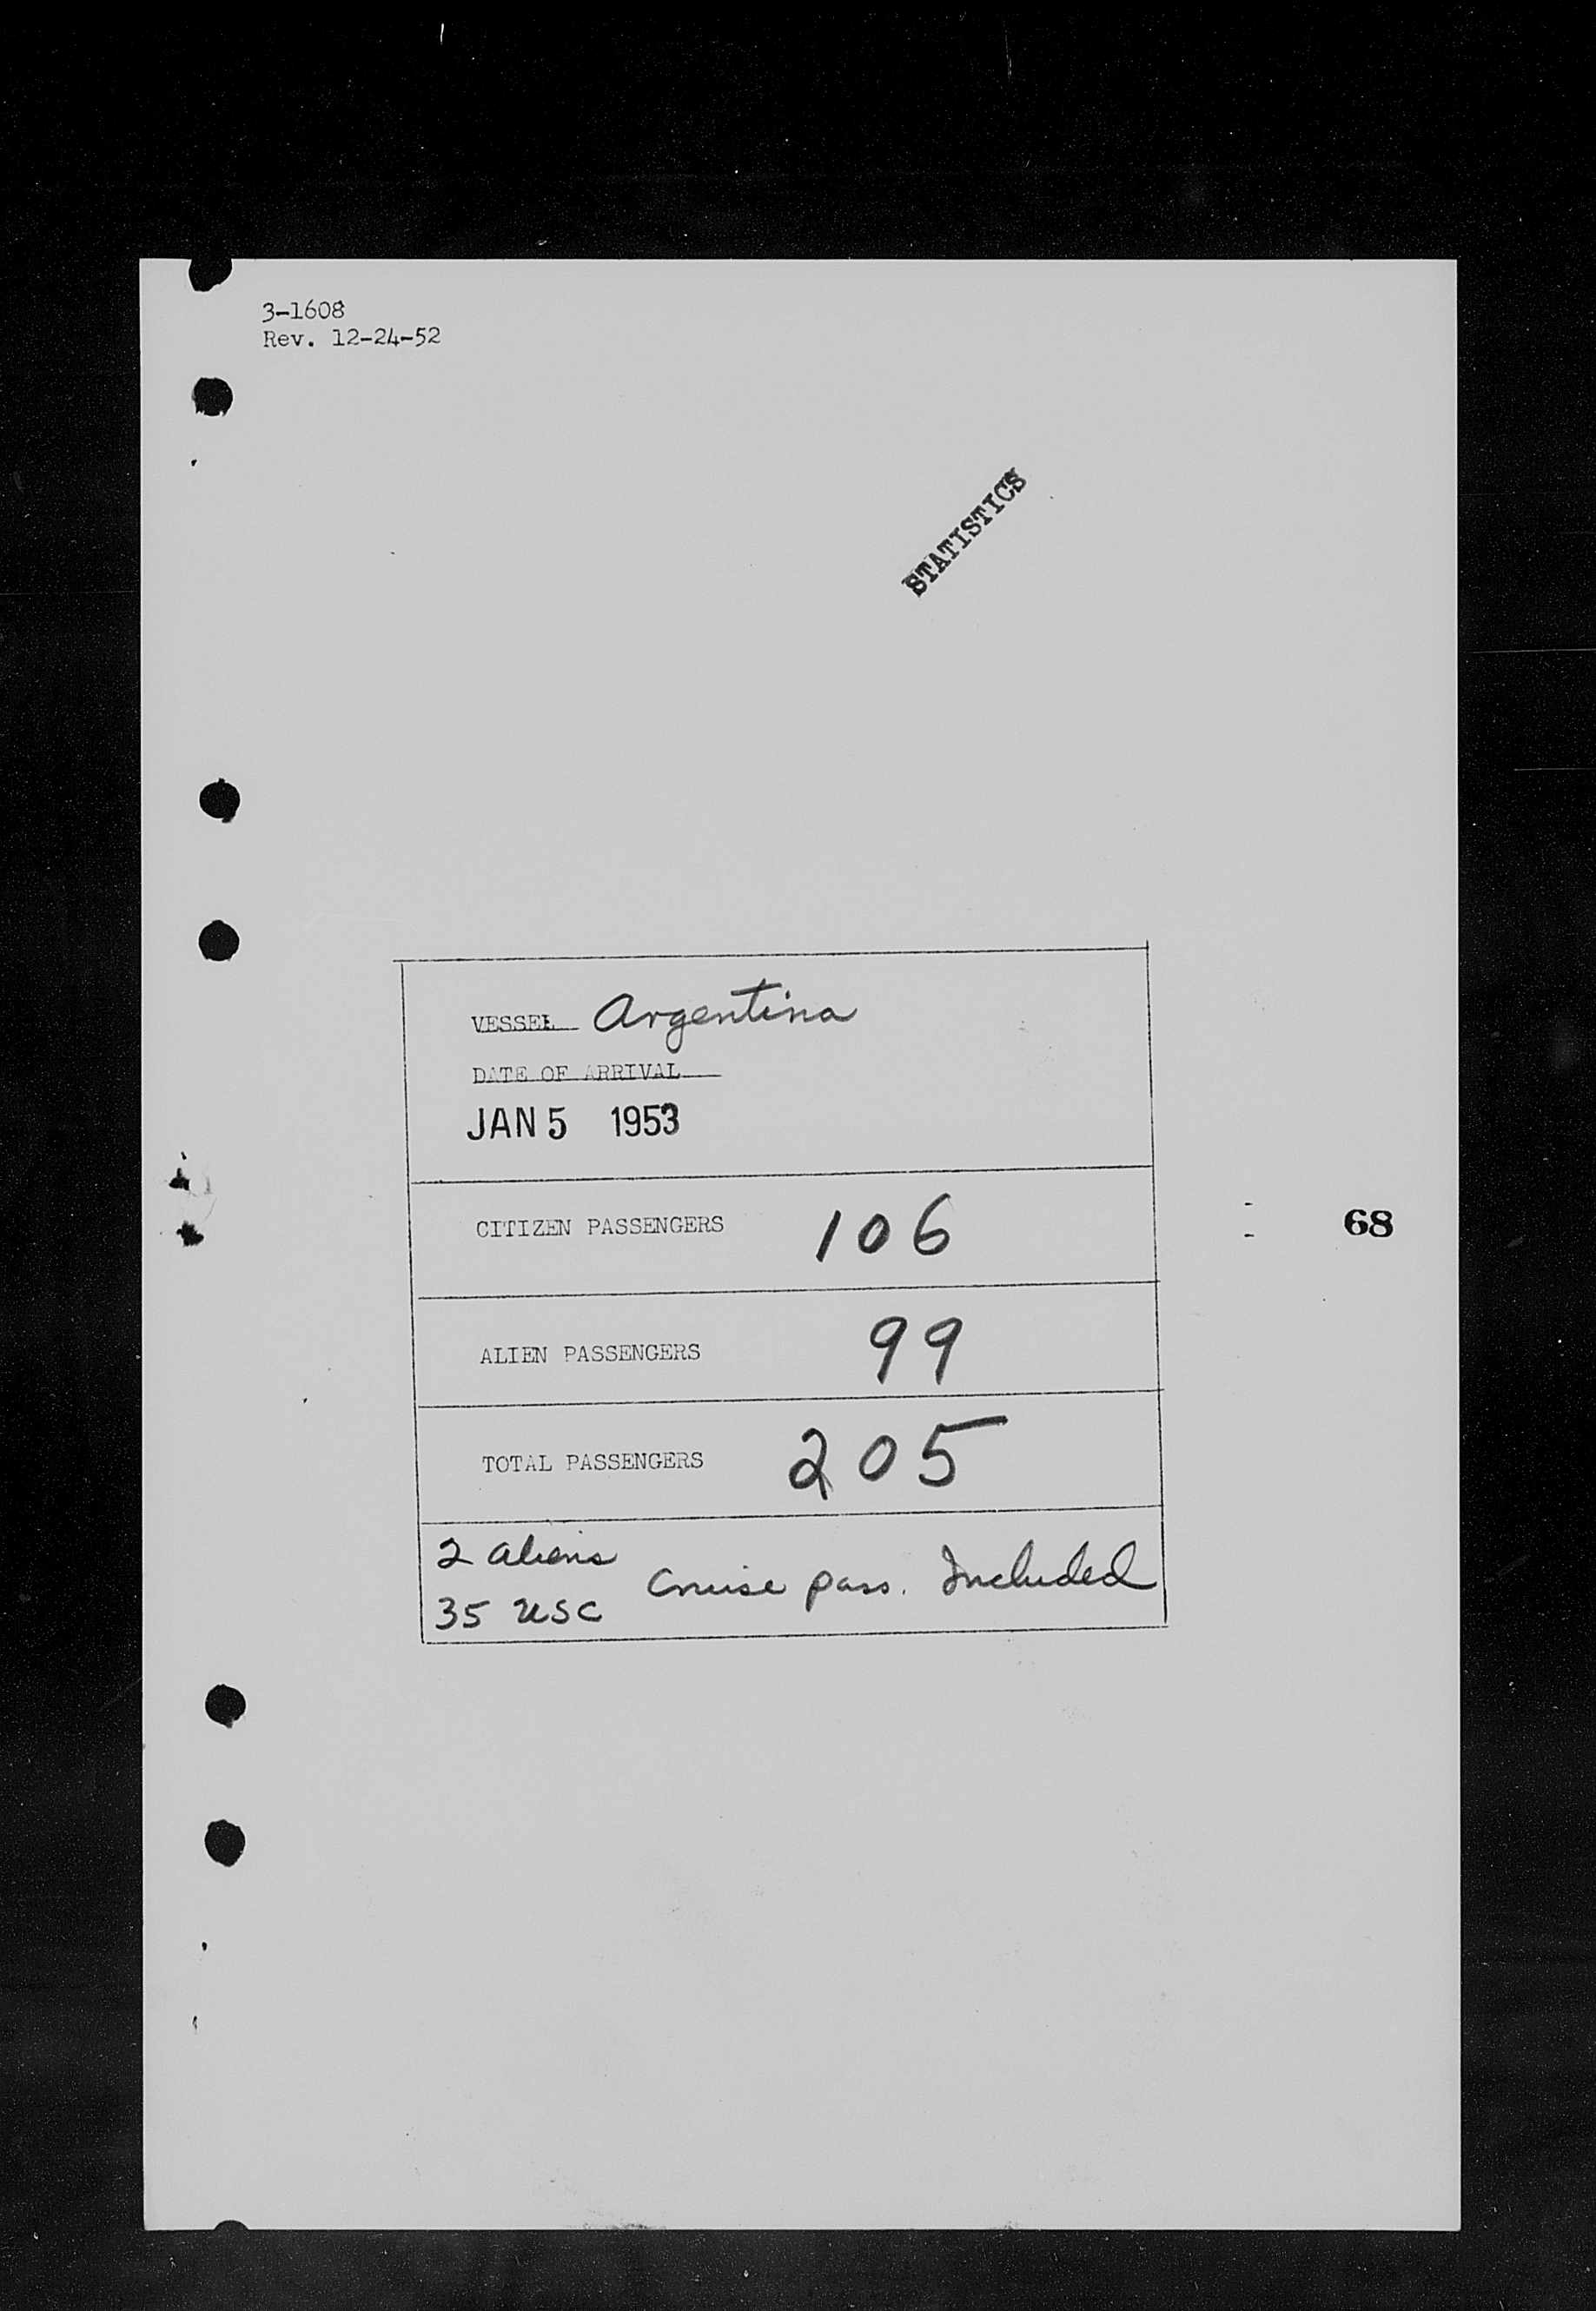 3-1608
Rev. 12-24-52
STATISTICS
VESSEL Argentina
DATE OF ARRIVAL
JAN 5 1953
CITIZEN PASSENGERS 106
68
ALIEN PASSENGERS 99
TOTAL PASSENGERS 205
2 aliens
35 USC Cruise pass. Included